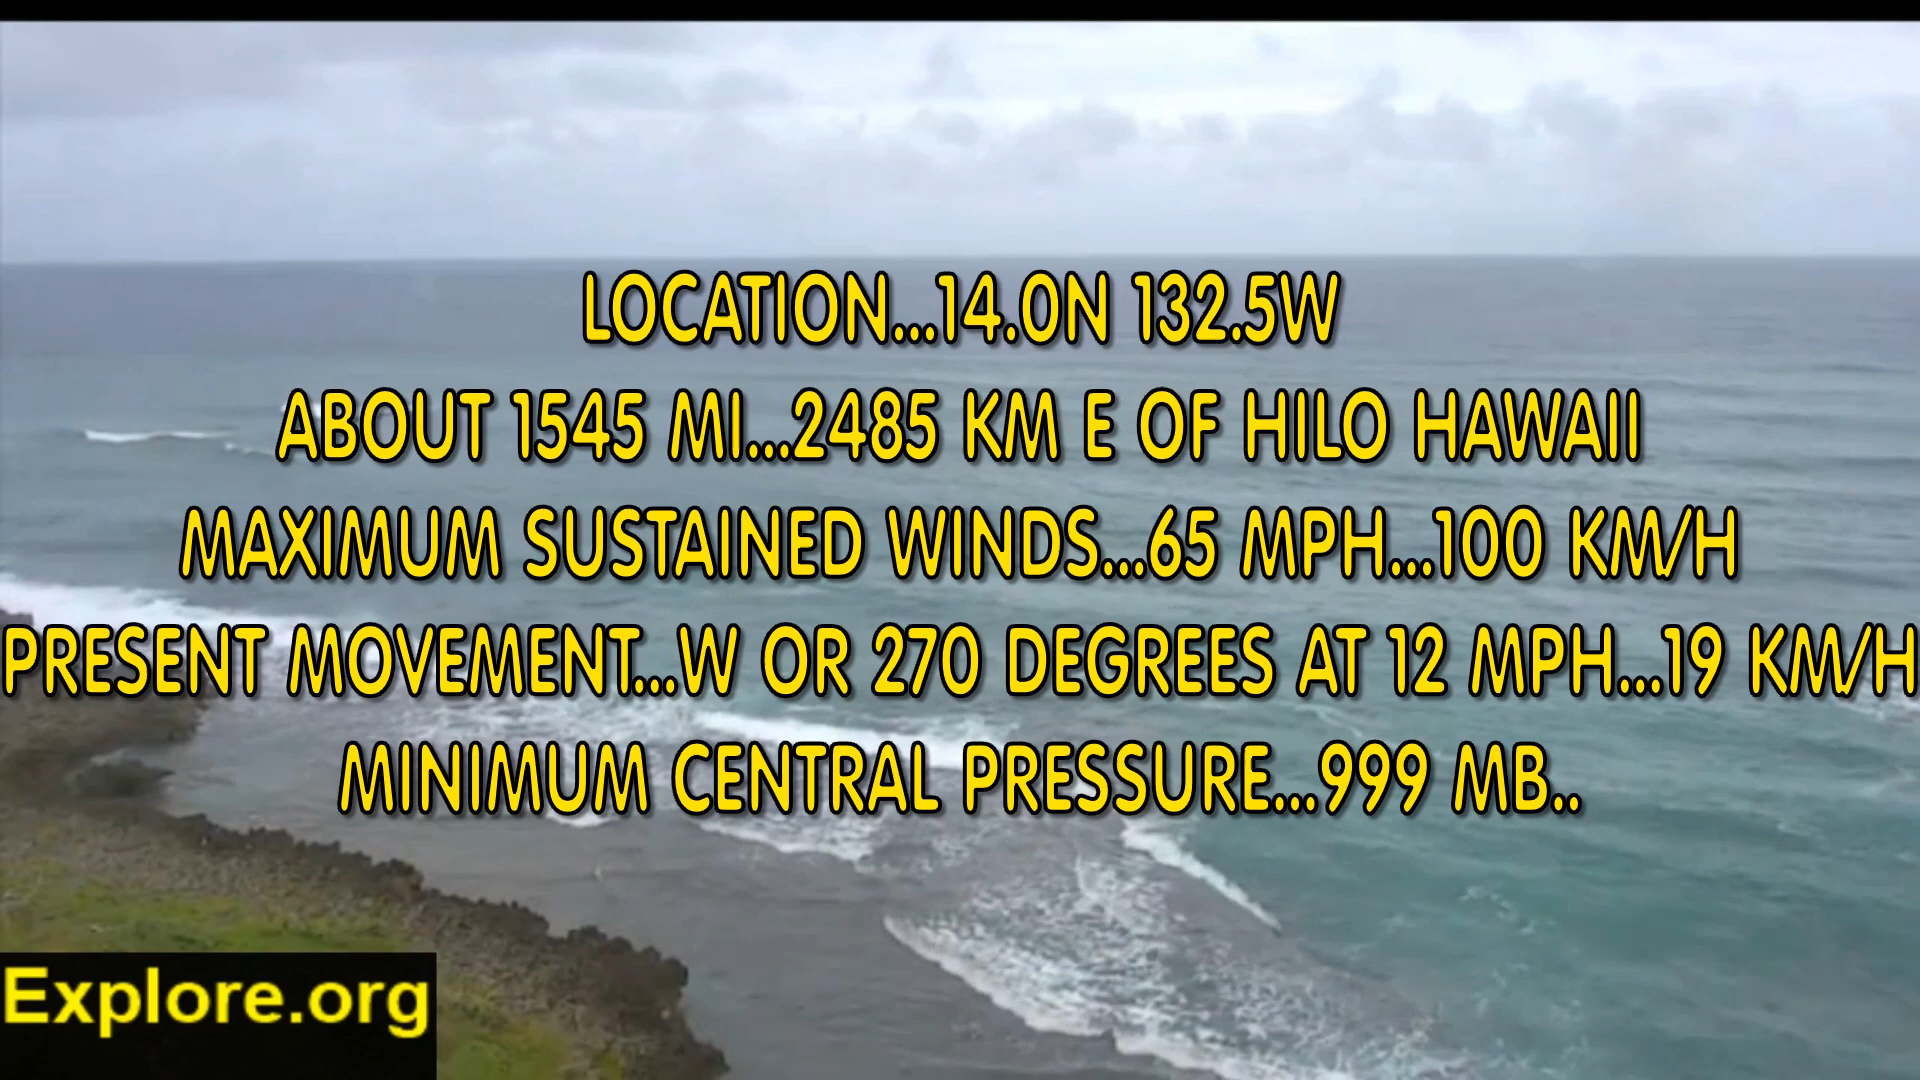 LOCATION...14.0N 132.5W
ABOUT 1545 MI...2485 KM E OF HILO HAWAII
MAXIMUM SUSTAINED WINDS...65 MPH...100 KM/H
PRESENT MOVEMENT...W OR 270 DEGREES AT 12 MPH...19 KM/H
MINIMUM CENTRAL PRESSURE...999 MB..
Explore.org